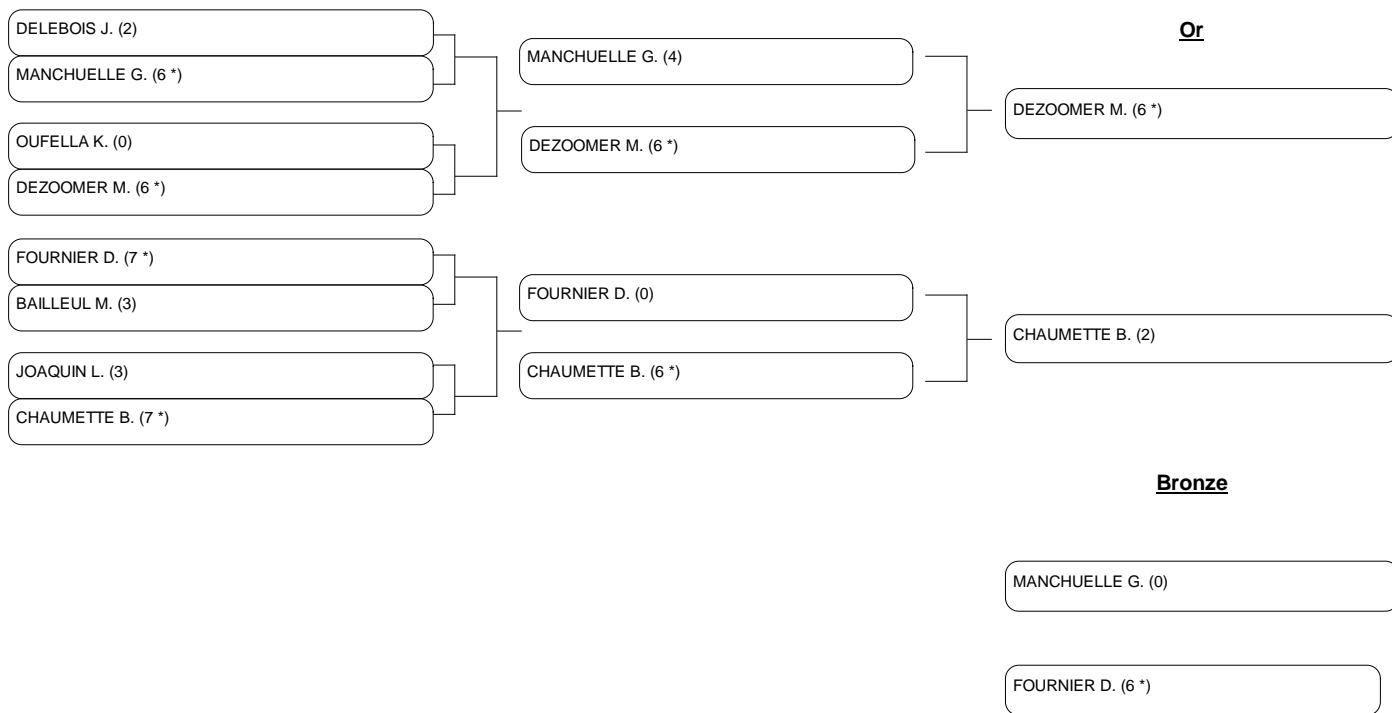 DELEBOIS J. (2)
MANCHUELLE G. (6 *)
OUFELLA K. (0)
DEZOOMER M. (6 *)
FOURNIER D. (7 *)
BAILLEUL M. (3)
JOAQUIN L. (3)
CHAUMETTE B. (7 *)
MANCHUELLE G. (4)
DEZOOMER M. (6 *)
FOURNIER D. (0)
CHAUMETTE B. (6 *)
Or
DEZOOMER M. (6 *)
CHAUMETTE B. (2)
Bronze
MANCHUELLE G. (0)
FOURNIER D. (6 *)